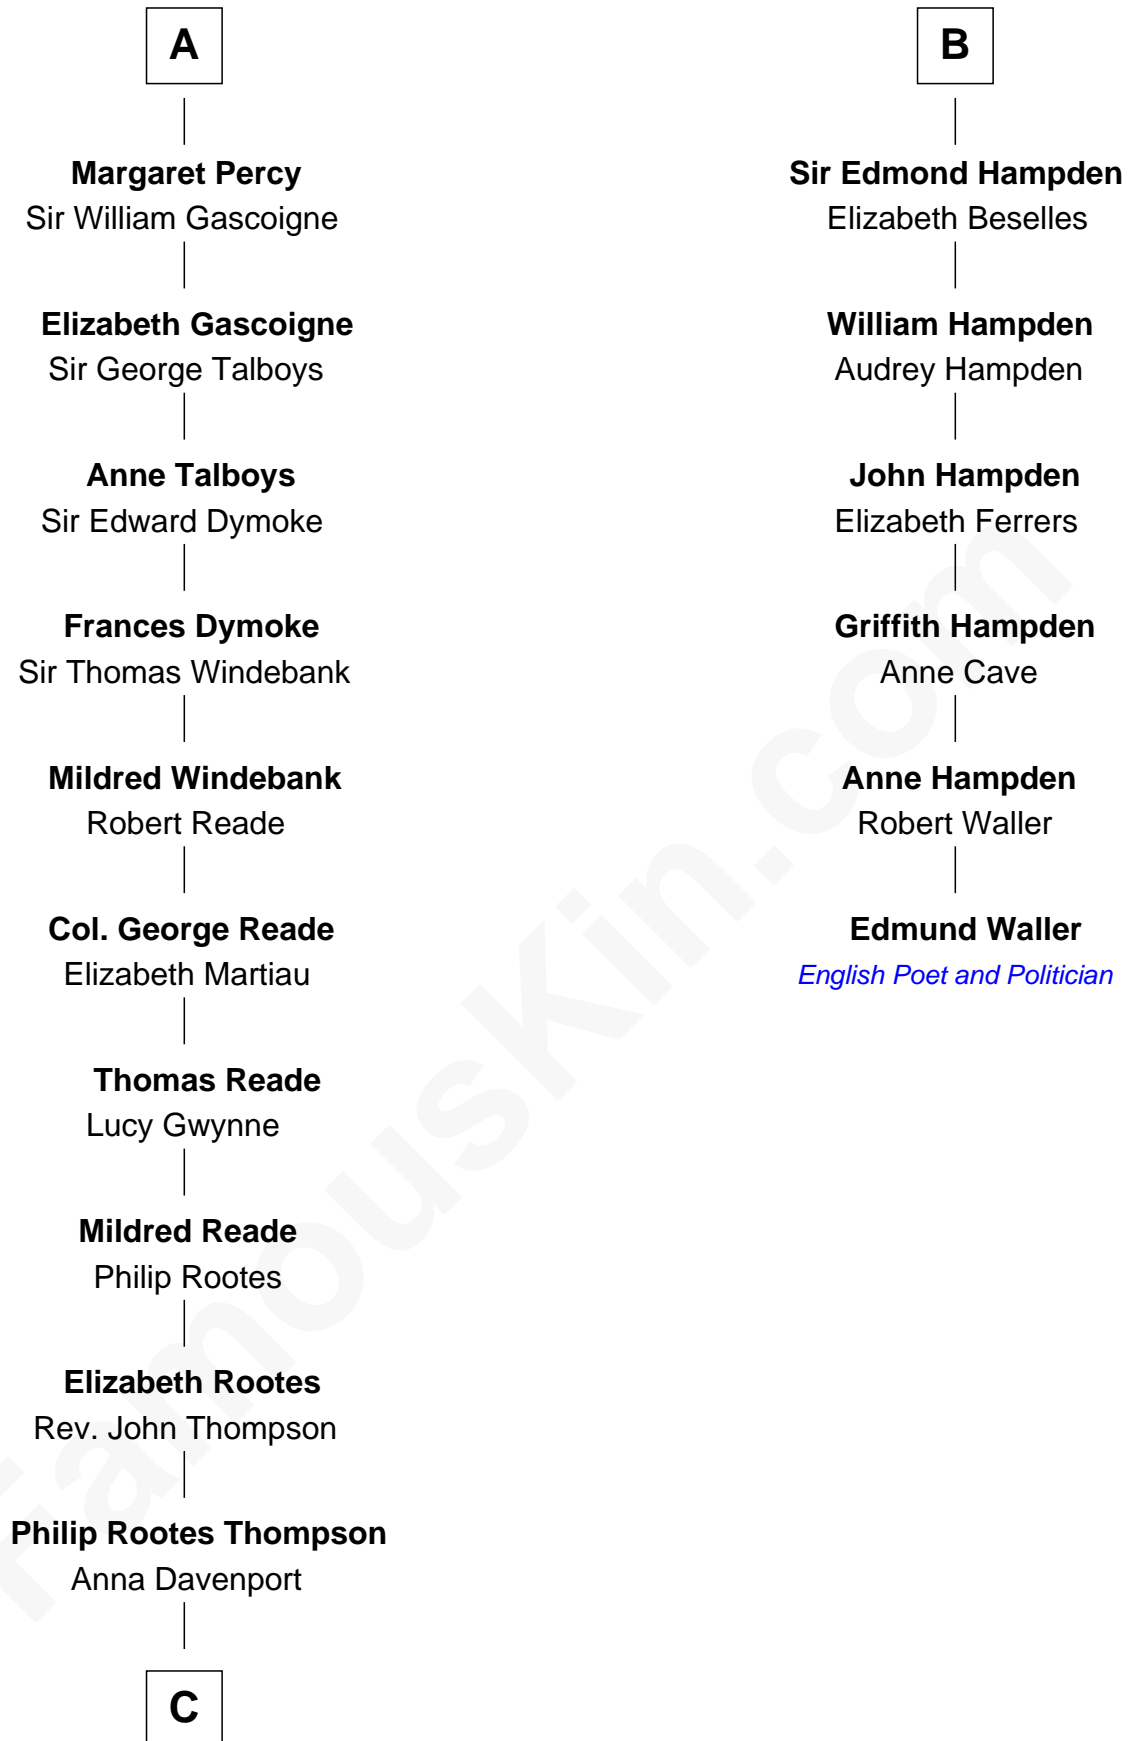 A
Margaret Percy
Sir William Gascoigne
Elizabeth Gascoigne
Sir George Talboys
Anne Talboys
Sir Edward Dymoke
Frances Dymoke
Sir Thomas Windebank
Mildred Windebank
Robert Reade
Col. George Reade
Elizabeth Martiau
Thomas Reade
Lucy Gwynne
Mildred Reade
Philip Rootes
Elizabeth Rootes
Rev. John Thompson
Philip Rootes Thompson
Anna Davenport
C
B
Sir Edmond Hampden
Elizabeth Beselles
William Hampden
Audrey Hampden
John Hampden
Elizabeth Ferrers
Griffith Hampden
Anne Cave
Anne Hampden
Robert Waller
Edmund Waller
English Poet and Politician
FamousKin.com